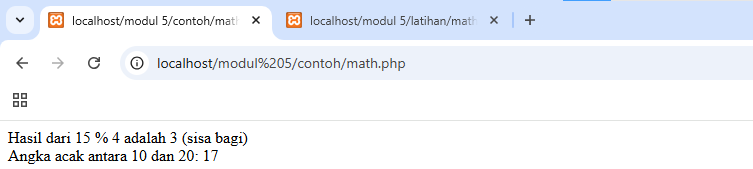 localhost/modul 5/contoh/mat
localhost/modul 5/latihan/math
localhost/modul%205/contoh/math.php
Hasil dari 15 % 4 adalah 3 (sisa bagi)
Angka acak antara 10 dan 20: 17